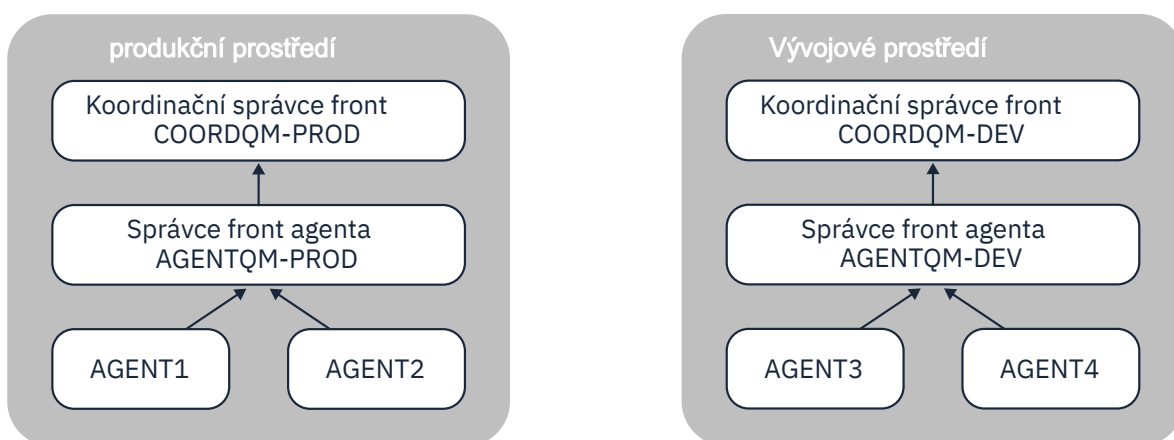 produkční prostředí
Koordinační správce front
COORDQM-PROD
Správce front agenta
AGENTQM-PROD
AGENT1
AGENT2
Vývojové prostředí
Koordinační správce front
COORDQM-DEV
Správce front agenta
AGENTQM-DEV
AGENT3
AGENT4